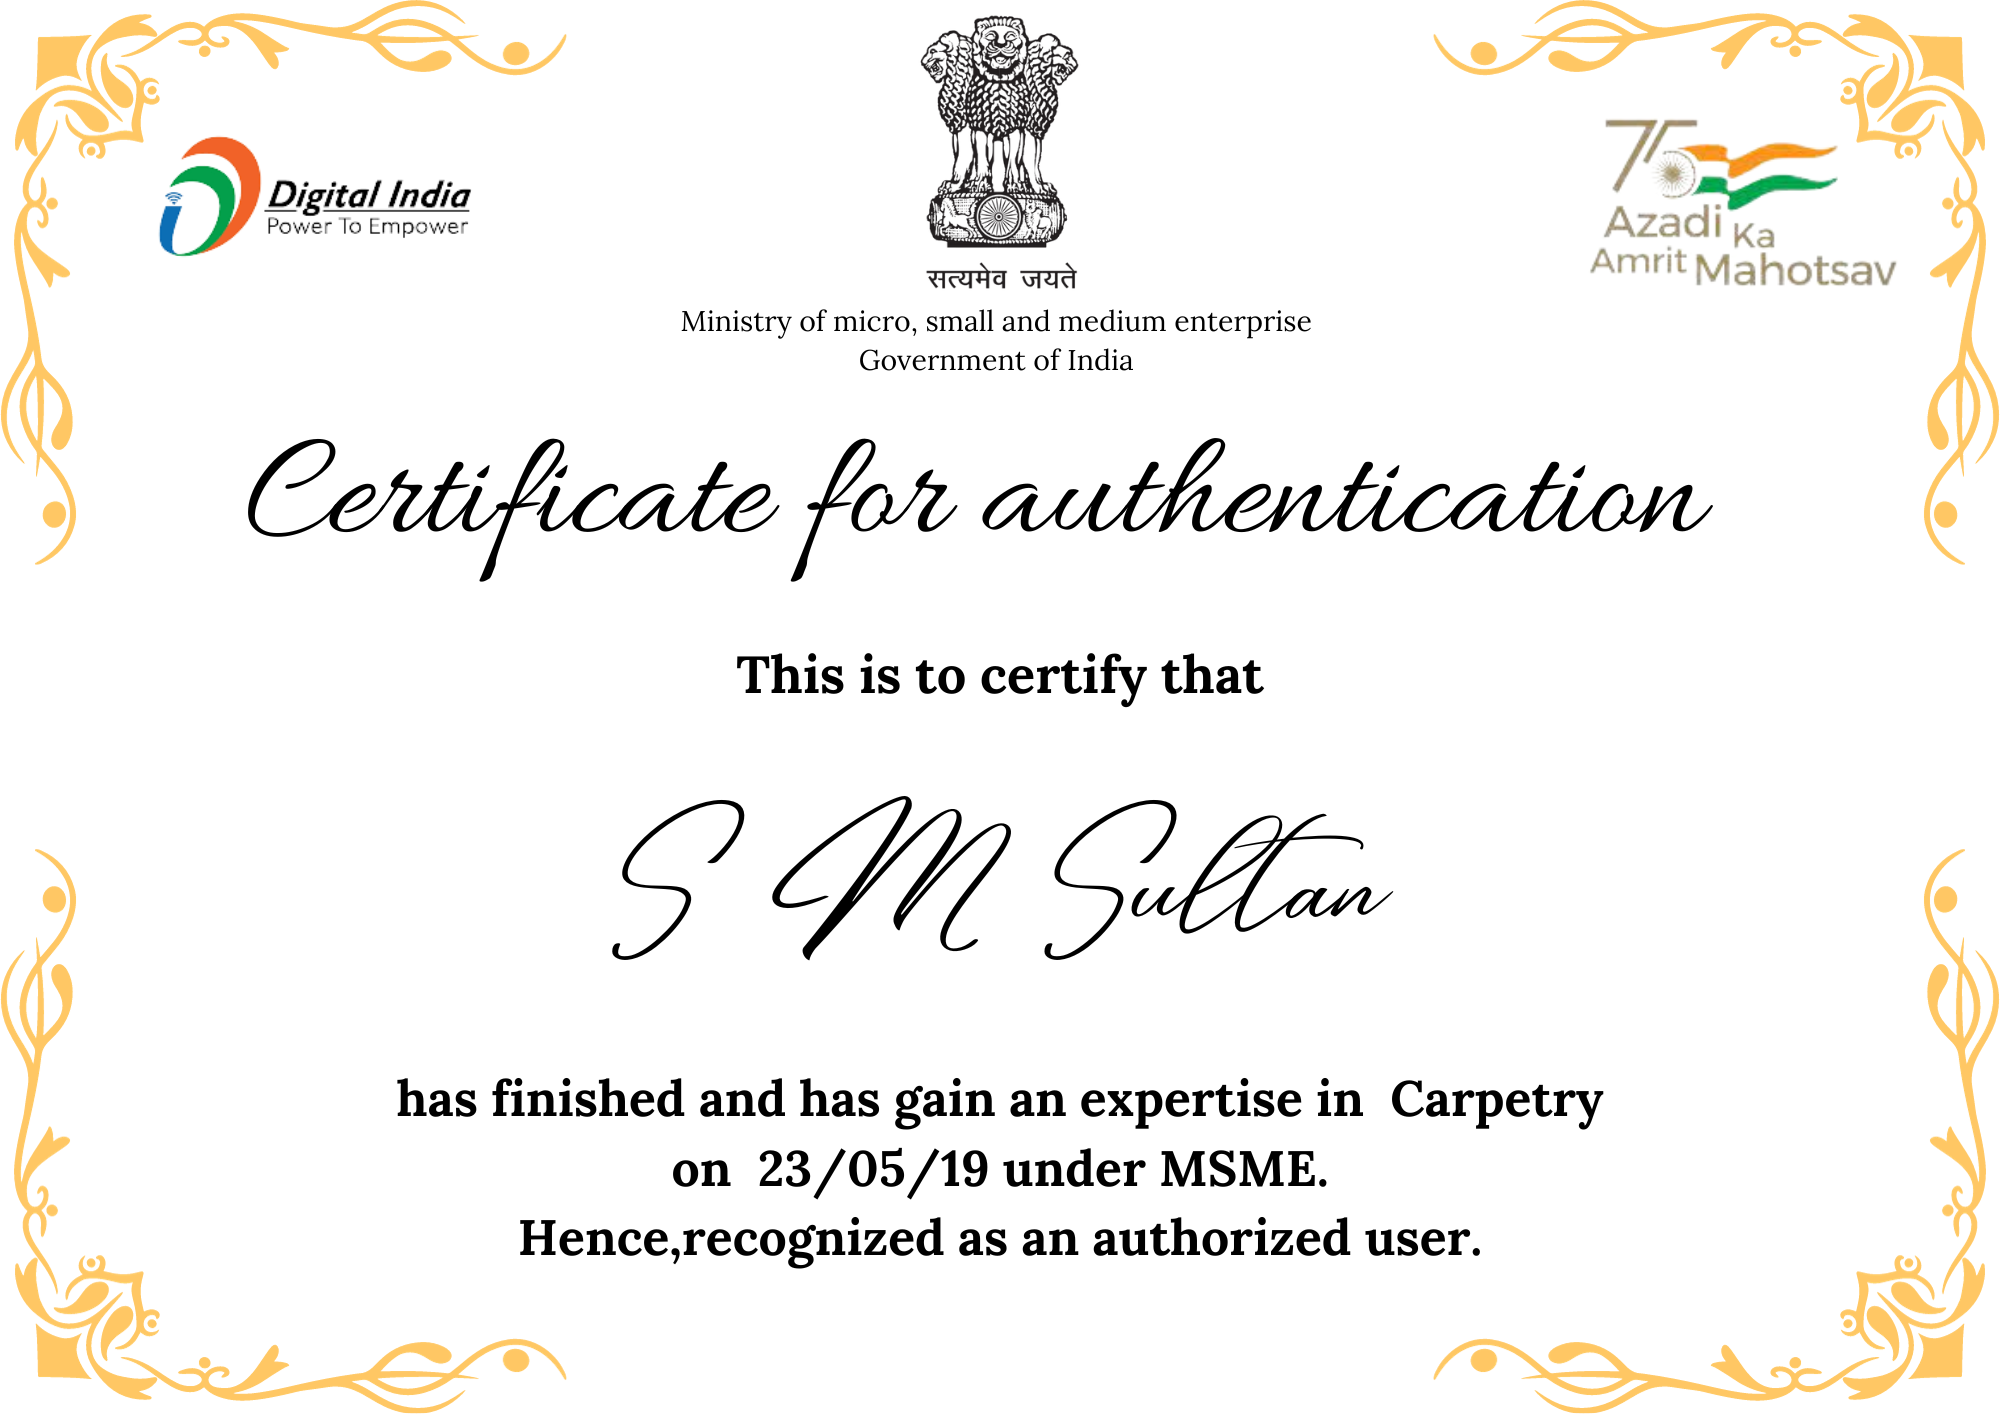 Digital India
Power To Empower
सत्यमेव जयते
75
Azadi Ka
Amrit Mahotsav
Ministry of micro, small and medium enterprise
Government of India
Certificate for authentication
This is to certify that
S M Sultan
has finished and has gain an expertise in Carpetry
on 23/05/19 under MSME.
Hence,recognized as an authorized user.